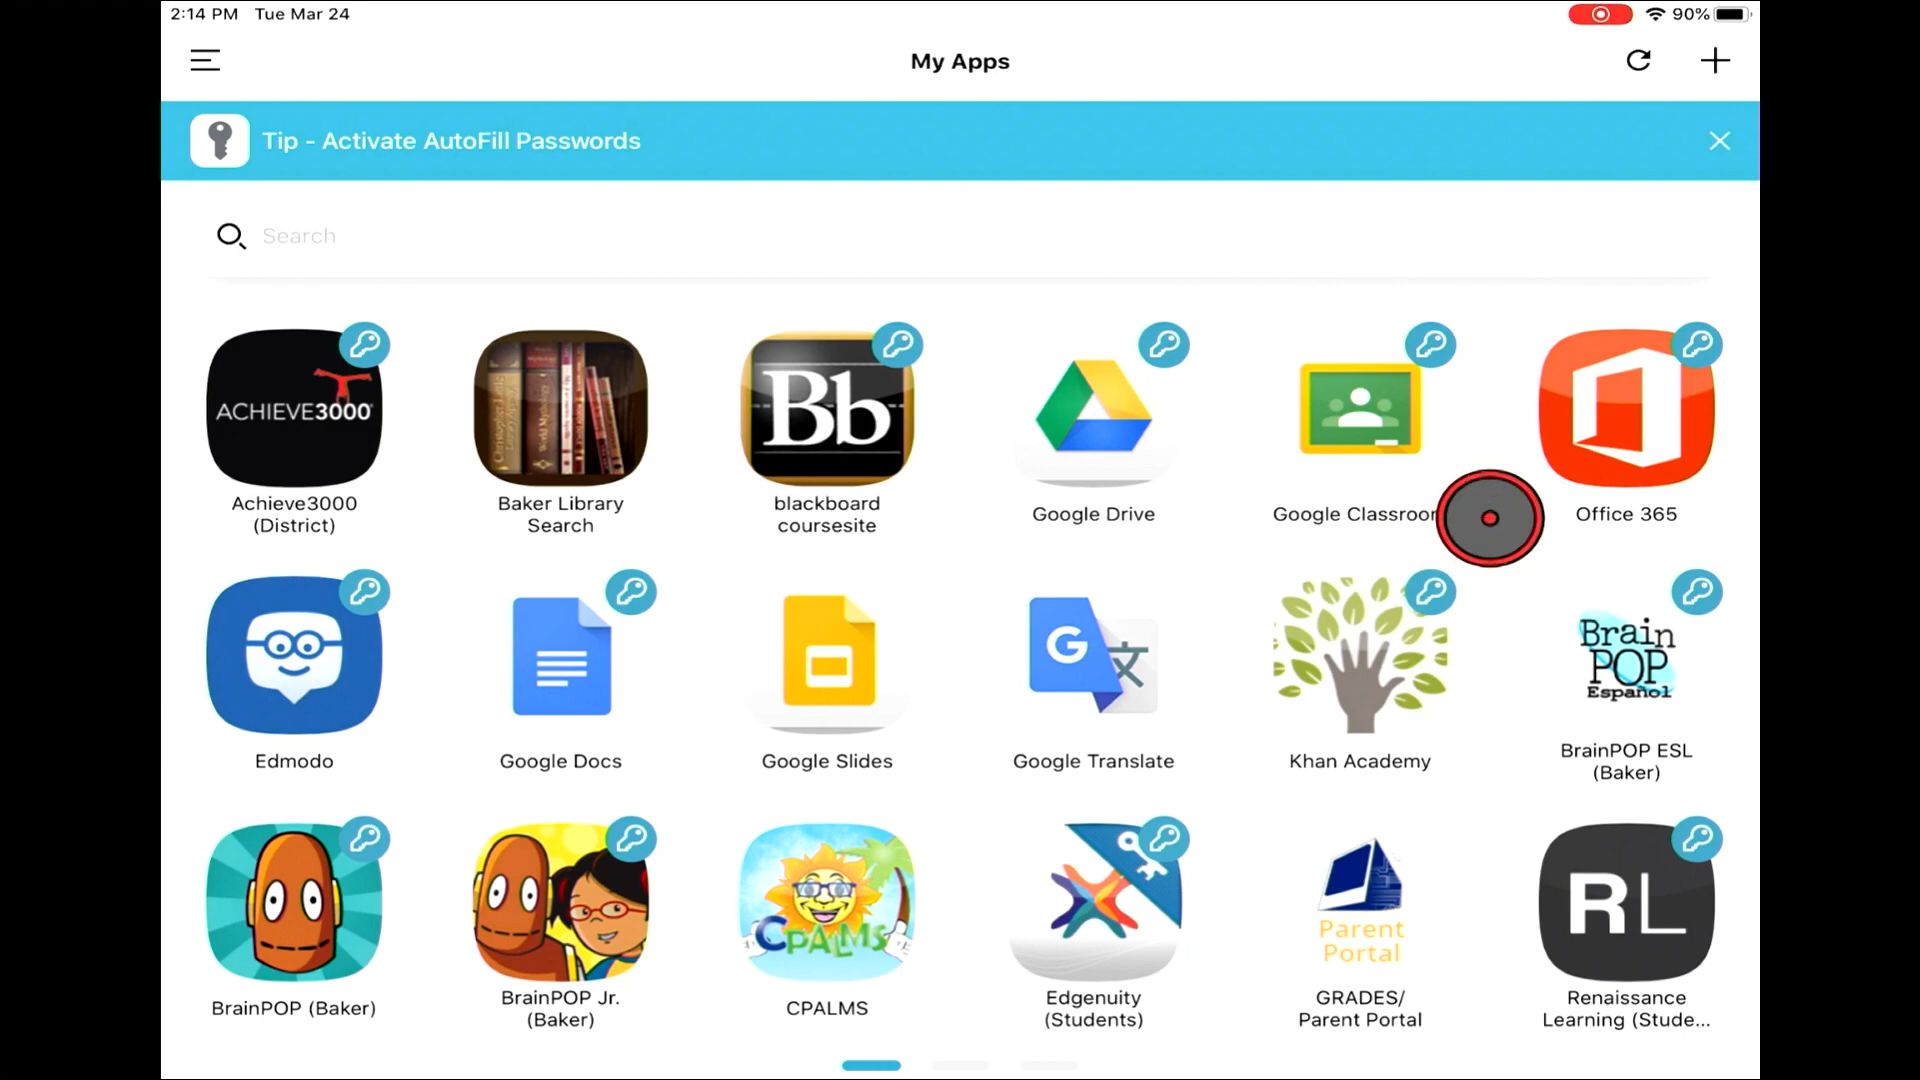 2:14 PM Tue Mar 24
90%
My Apps
Tip - Activate AutoFill Passwords
Search
ACHIEVE3000
Bb
Achieve3000
(District)
Baker Library
Search
blackboard
coursesite
Google Drive
Google Classroom
Office 365
G
文
Brain
POP
Español
Edmodo
Google Docs
Google Slides
Google Translate
Khan Academy
BrainPOP ESL
(Baker)
CPALMS
Parent
Portal
RL
BrainPOP (Baker)
BrainPOP Jr.
(Baker)
CPALMS
Edgenuity
(Students)
GRADES/
Parent Portal
Renaissance
Learning (Stude...